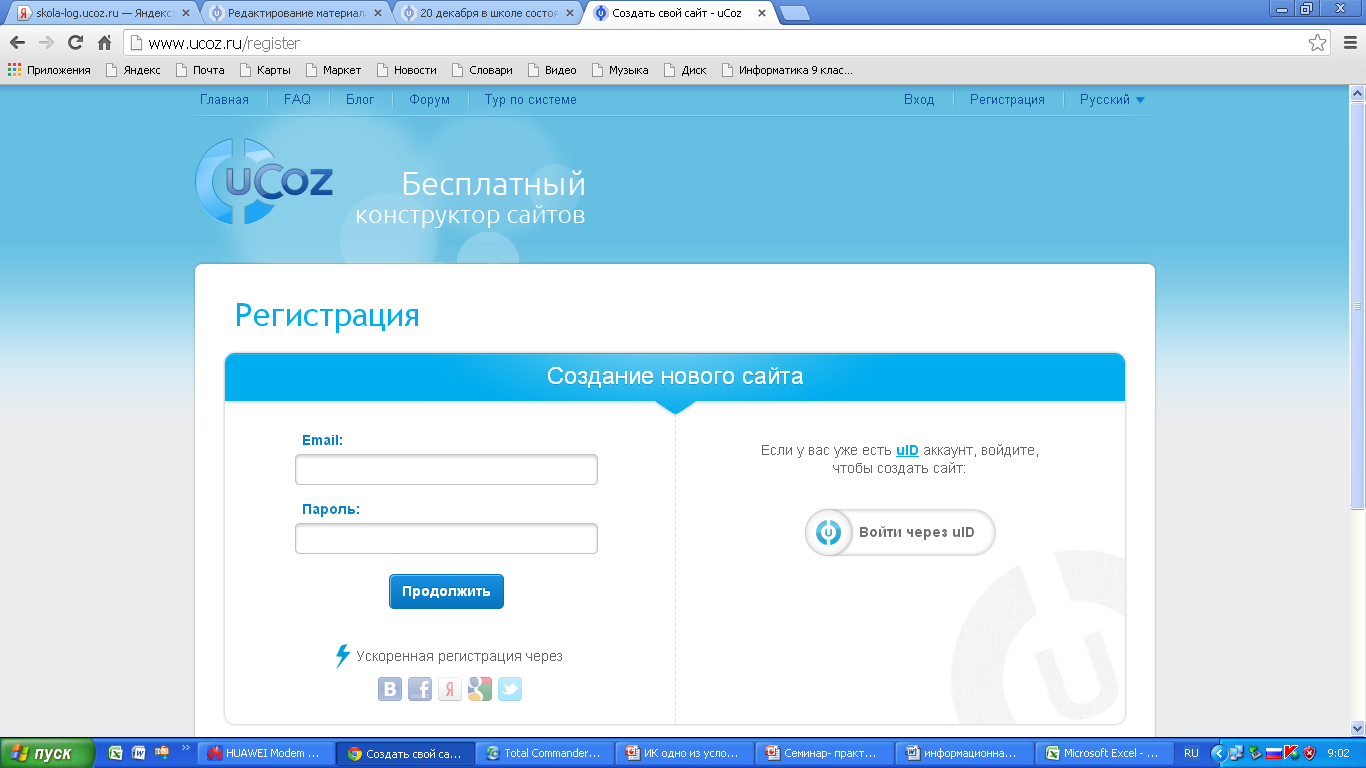 skola-log.ucoz.ru — Яндекс
Редактирование материал
20 декабря в школе состоя
Создать свой сайт - uCoz
www.ucoz.ru/register
Приложения
Яндекс
Почта
Карты
Маркет
Новости
Словари
Видео
Музыка
Диск
Информатика 9 клас...
Главная
FAQ
Блог
Форум
Тур по системе
Вход
Регистрация
Русский
uCoz
Бесплатный
конструктор сайтов
Регистрация
Создание нового сайта
Email:
Пароль:
Продолжить
Ускоренная регистрация через
Если у вас уже есть uID аккаунт, войдите,
чтобы создать сайт:
Войти через uID
пуск
HUAWEI Modem ...
Создать свой са...
Total Commander...
ИК одно из усло...
Семинар- практ...
информационна...
Microsoft Excel - ...
RU
9:02